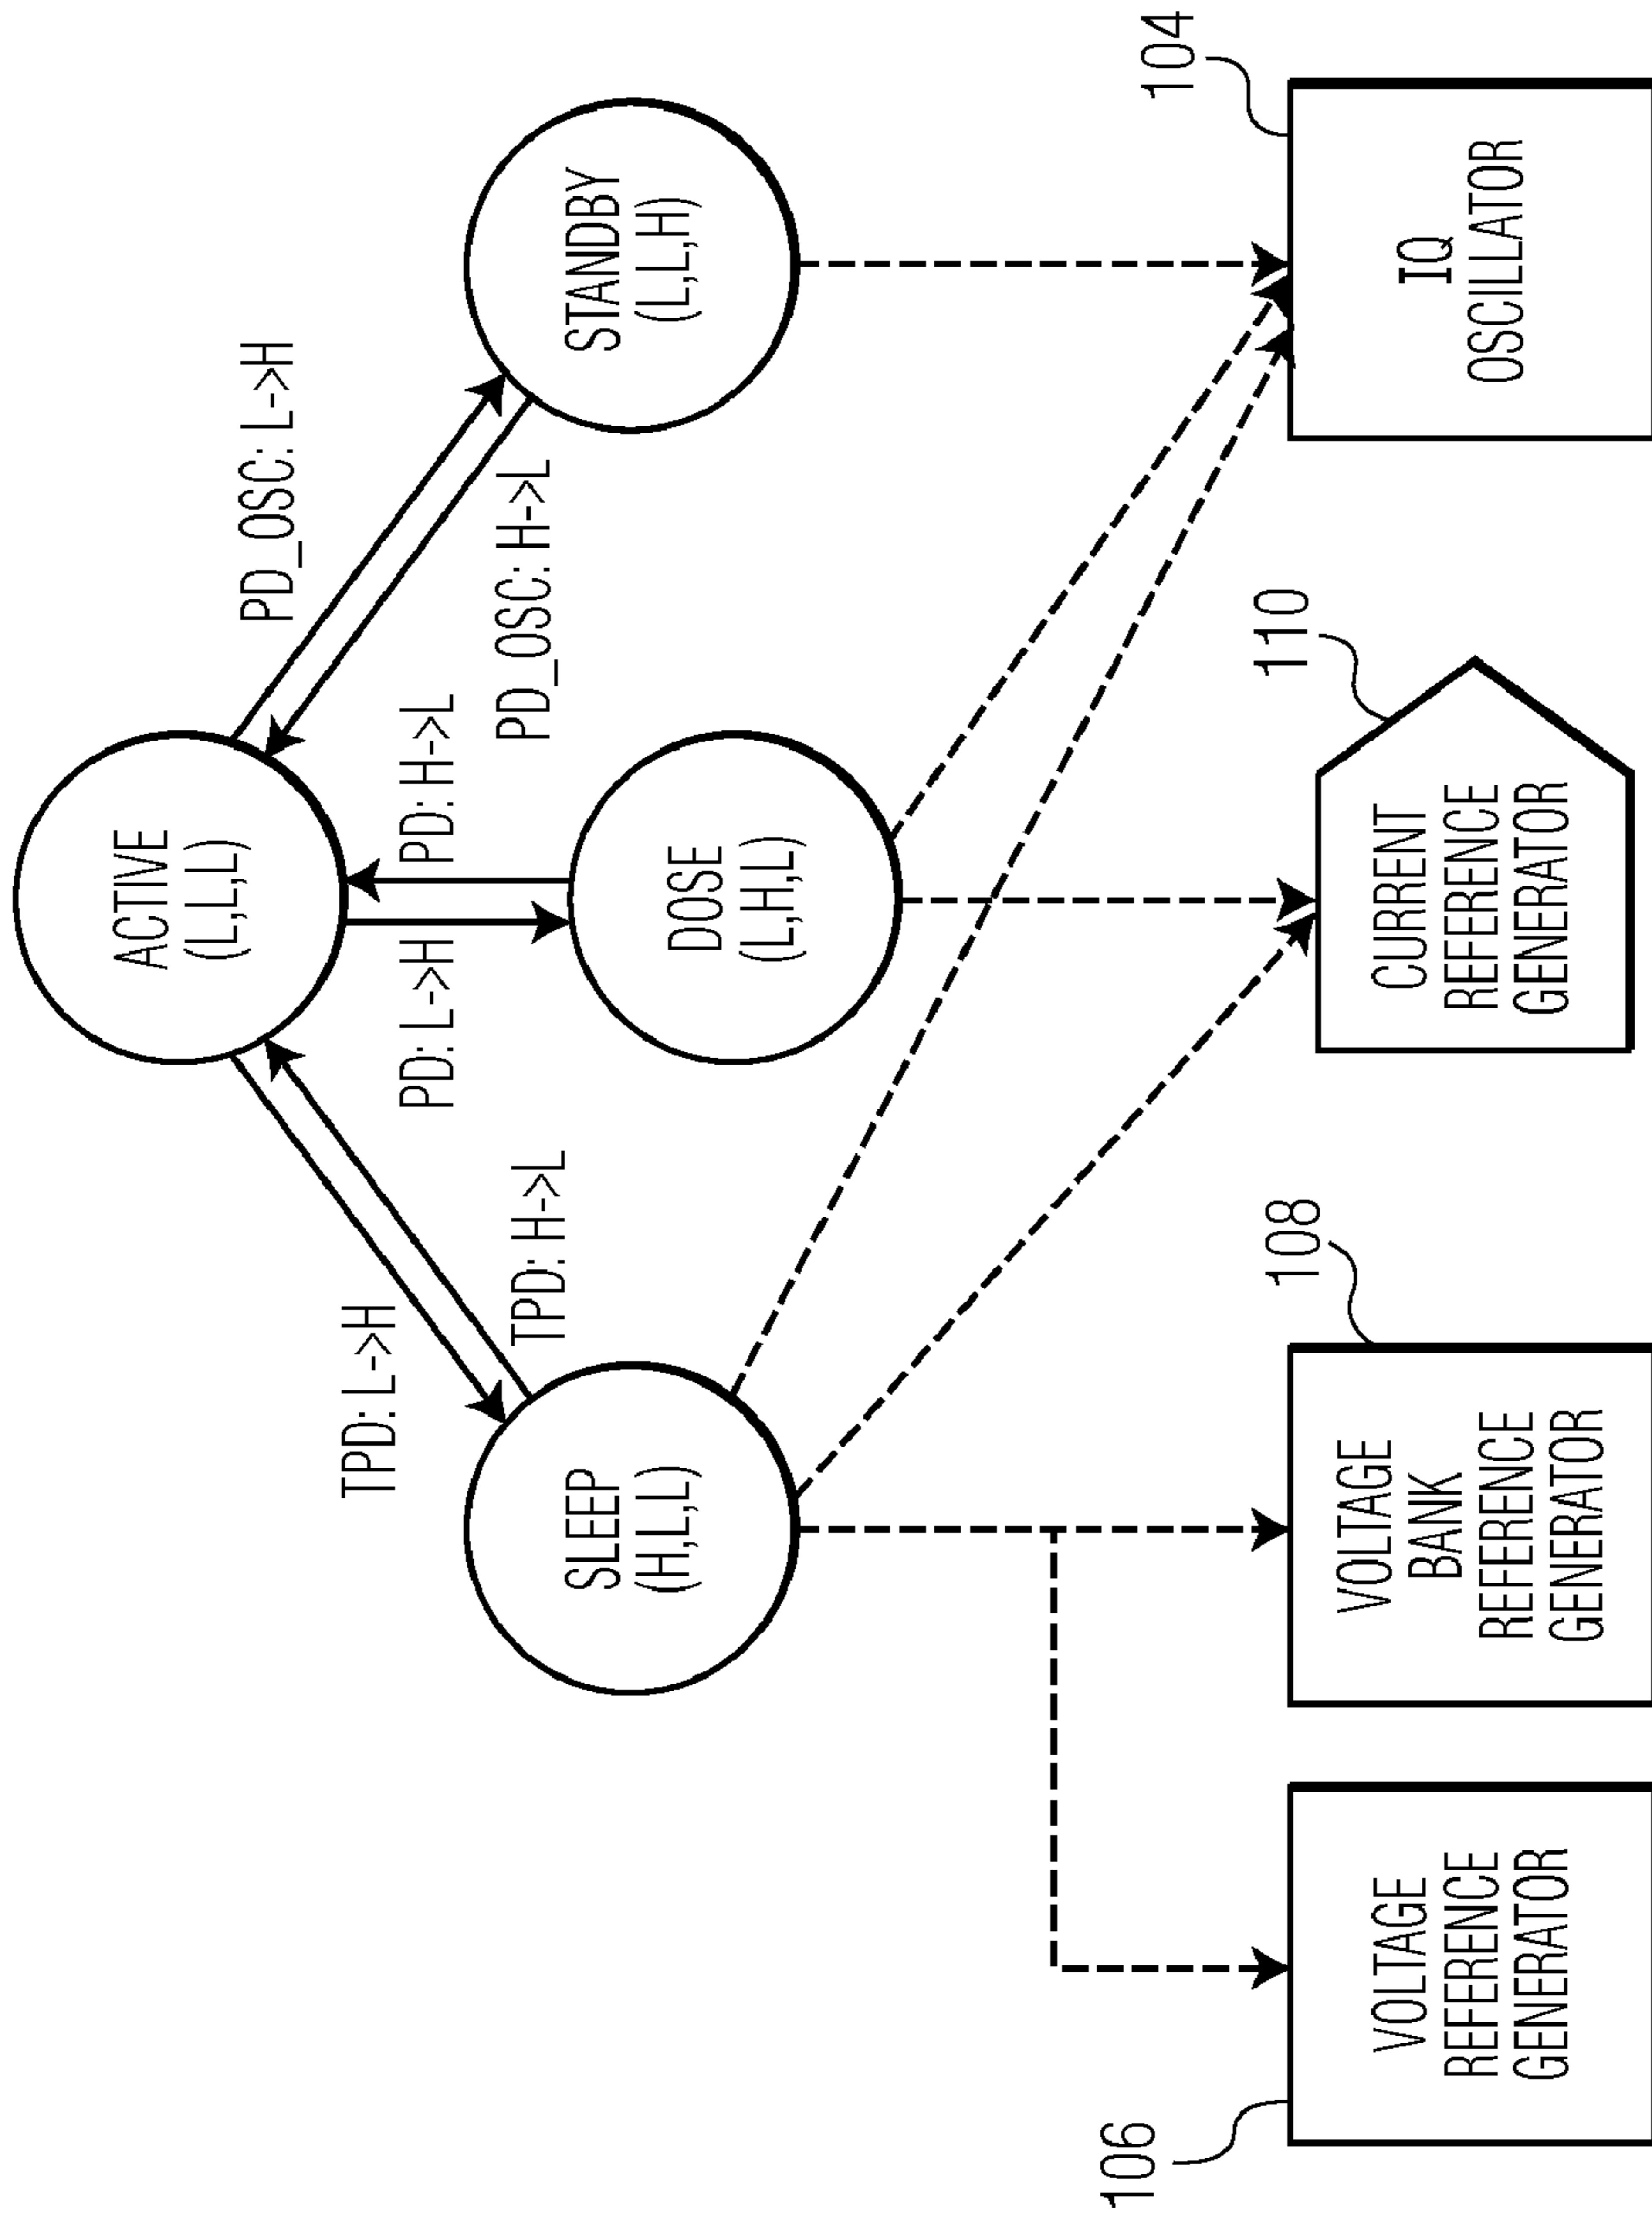 ACTIVE
(L,L,L)
TPD: L->H
TPD: H->L
PD: L->H
PD: H->L
PD_OSC: L->H
PD_OSC: H->L
SLEEP
(H,L,L)
DOSE
(L,H,L)
STANDBY
(L,L,H)
106
VOLTAGE
REFERENCE
GENERATOR
108
VOLTAGE
BANK
REFERENCE
GENERATOR
110
CURRENT
REFERENCE
GENERATOR
104
IQ
OSCILLATOR